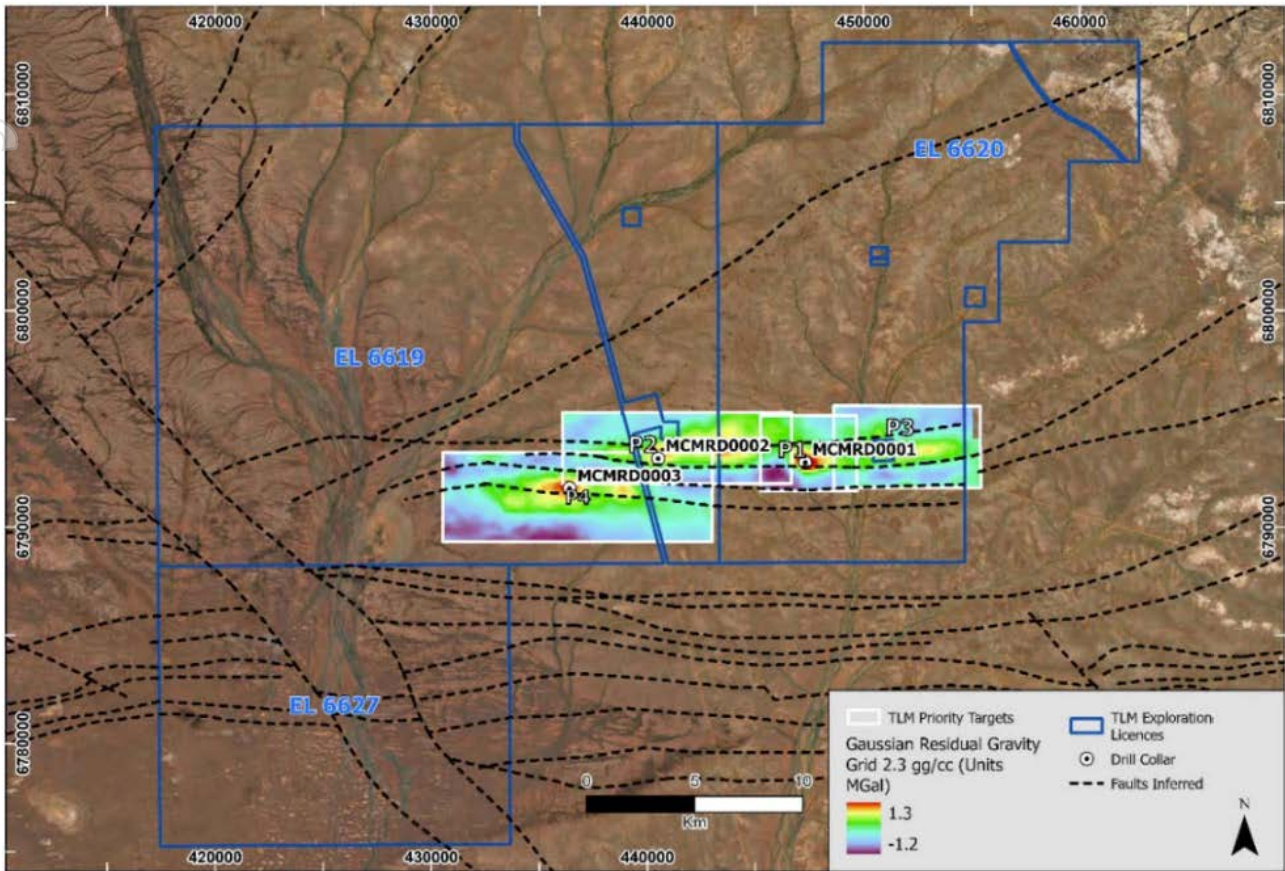 420000
430000
440000
450000
460000
6810000
6810000
EL 6620
6800000
6800000
EL 6619
P3
P2
MCMRD0002
P1
MCMRD0001
MCMRD0003
P4
6790000
6790000
EL 6627
6780000
6780000
TLM Priority Targets
Gaussian Residual Gravity
Grid 2.3 gg/cc (Units
MGal)
1.3
-1.2
TLM Exploration
Licences
Drill Collar
Faults Inferred
N
0
5
10
Km
420000
430000
440000